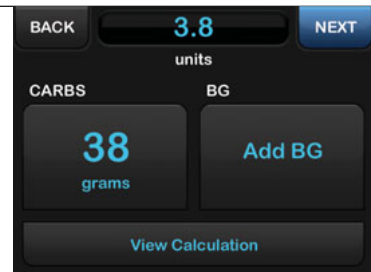 BACK 3.8 NEXT
units
CARBS BG
38 Add BG
grams
View Calculation